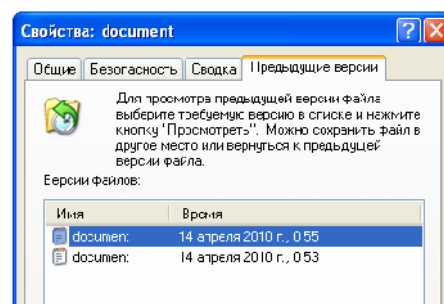 Свойства: document
Общие Безопасность Сводка Предыдущие версии
Для просмотра предыдущей версии файла
выберите требуемую версию в списке и нажмите
кнопку "Просмотреть". Можно сохранить файл в
другое место или вернуться к предыдущей
версии файла.
Версии файлов:
Имя Время
document 14 апреля 2010 г., 0:55
document 14 апреля 2010 г., 0:53